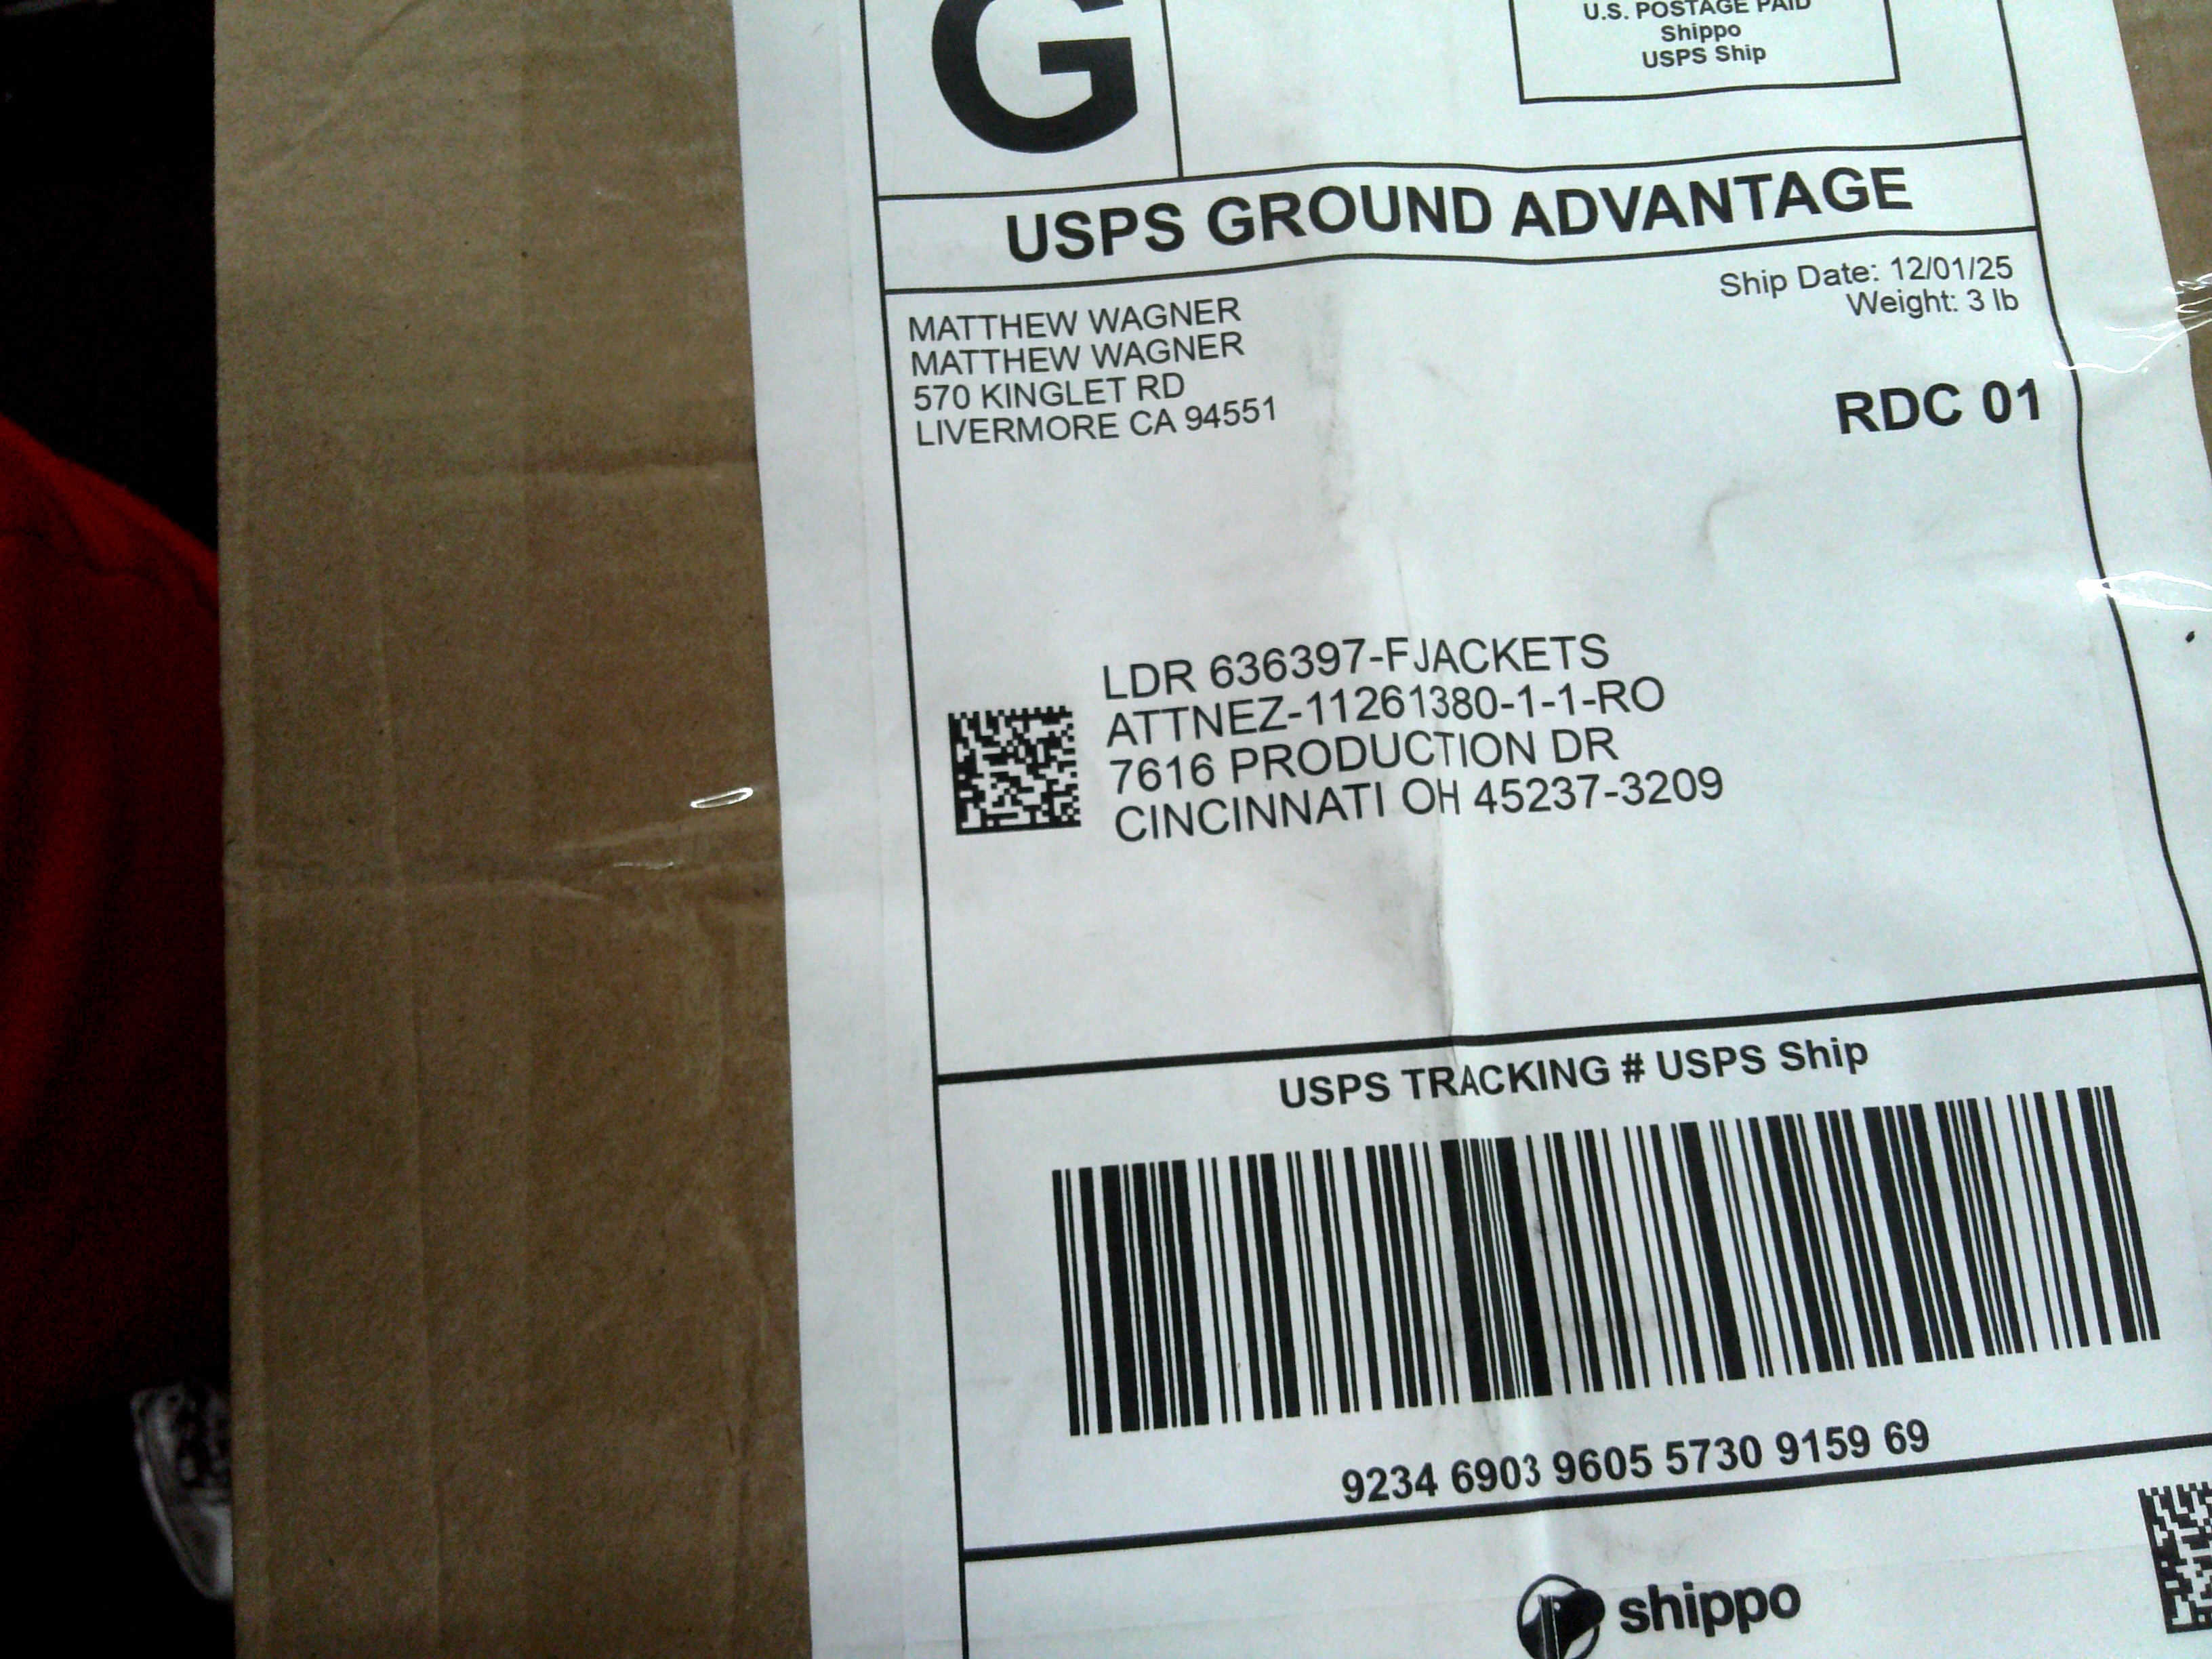 G
U.S. POSTAGE PAID
Shippo
USPS Ship
USPS GROUND ADVANTAGE
Ship Date: 12/01/25
Weight: 3 lb
MATTHEW WAGNER
MATTHEW WAGNER
570 KINGLET RD
LIVERMORE CA 94551
RDC 01
LDR 636397-FJACKETS
ATTNEZ-11261380-1-1-RO
7616 PRODUCTION DR
CINCINNATI OH 45237-3209
USPS TRACKING # USPS Ship
9234 6903 9605 5730 9159 69
shippo